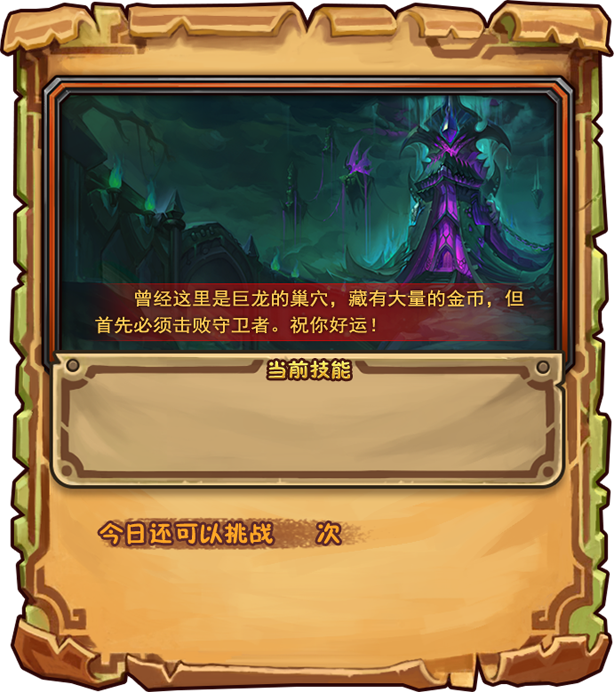 曾经这里是巨龙的巢穴，藏有大量的金币，但
首先必须击败守卫者。祝你好运！
当前技能
今日还可以挑战 次